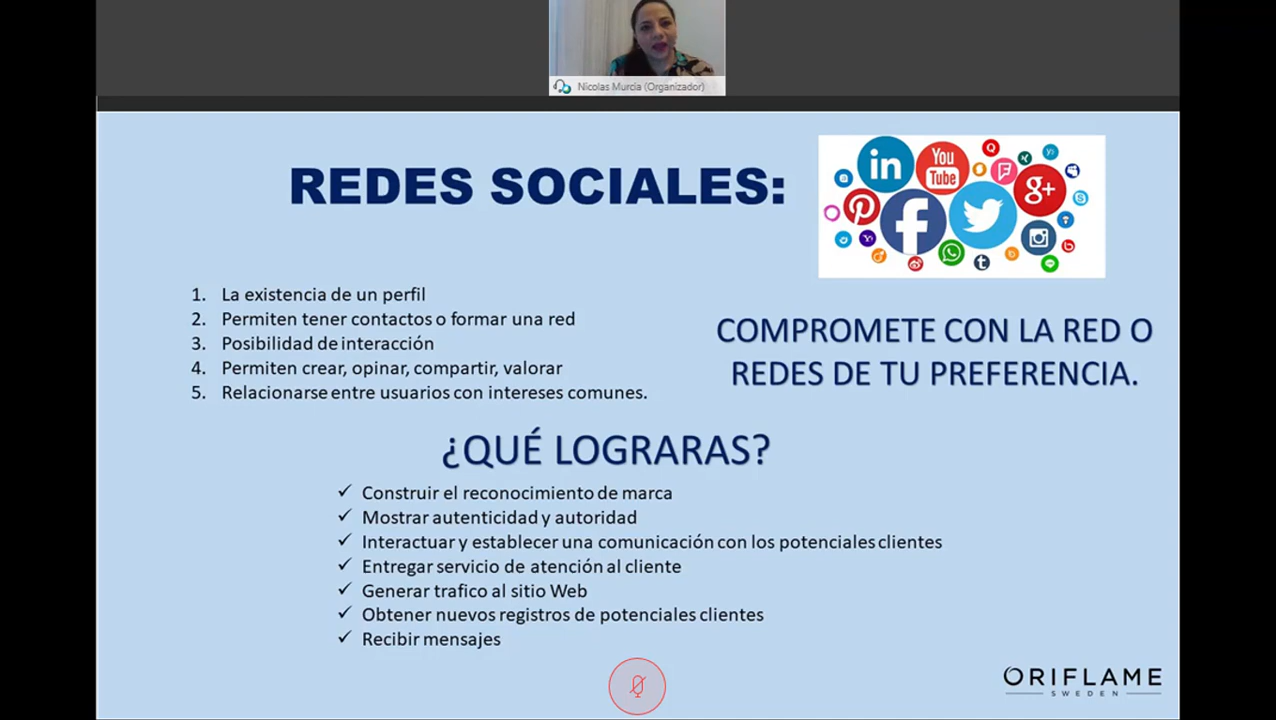 Nicolas Murcia (Organizador)
REDES SOCIALES:
in
You
Tube
g+
1. La existencia de un perfil
2. Permiten tener contactos o formar una red
3. Posibilidad de interacción
4. Permiten crear, opinar, compartir, valorar
5. Relacionarse entre usuarios con intereses comunes.
COMPROMETE CON LA RED O
REDES DE TU PREFERENCIA.
¿QUÉ LOGRARAS?
✓ Construir el reconocimiento de marca
✓ Mostrar autenticidad y autoridad
✓ Interactuar y establecer una comunicación con los potenciales clientes
✓ Entregar servicio de atención al cliente
✓ Generar trafico al sitio Web
✓ Obtener nuevos registros de potenciales clientes
✓ Recibir mensajes
ORIFLAME
SWEDEN